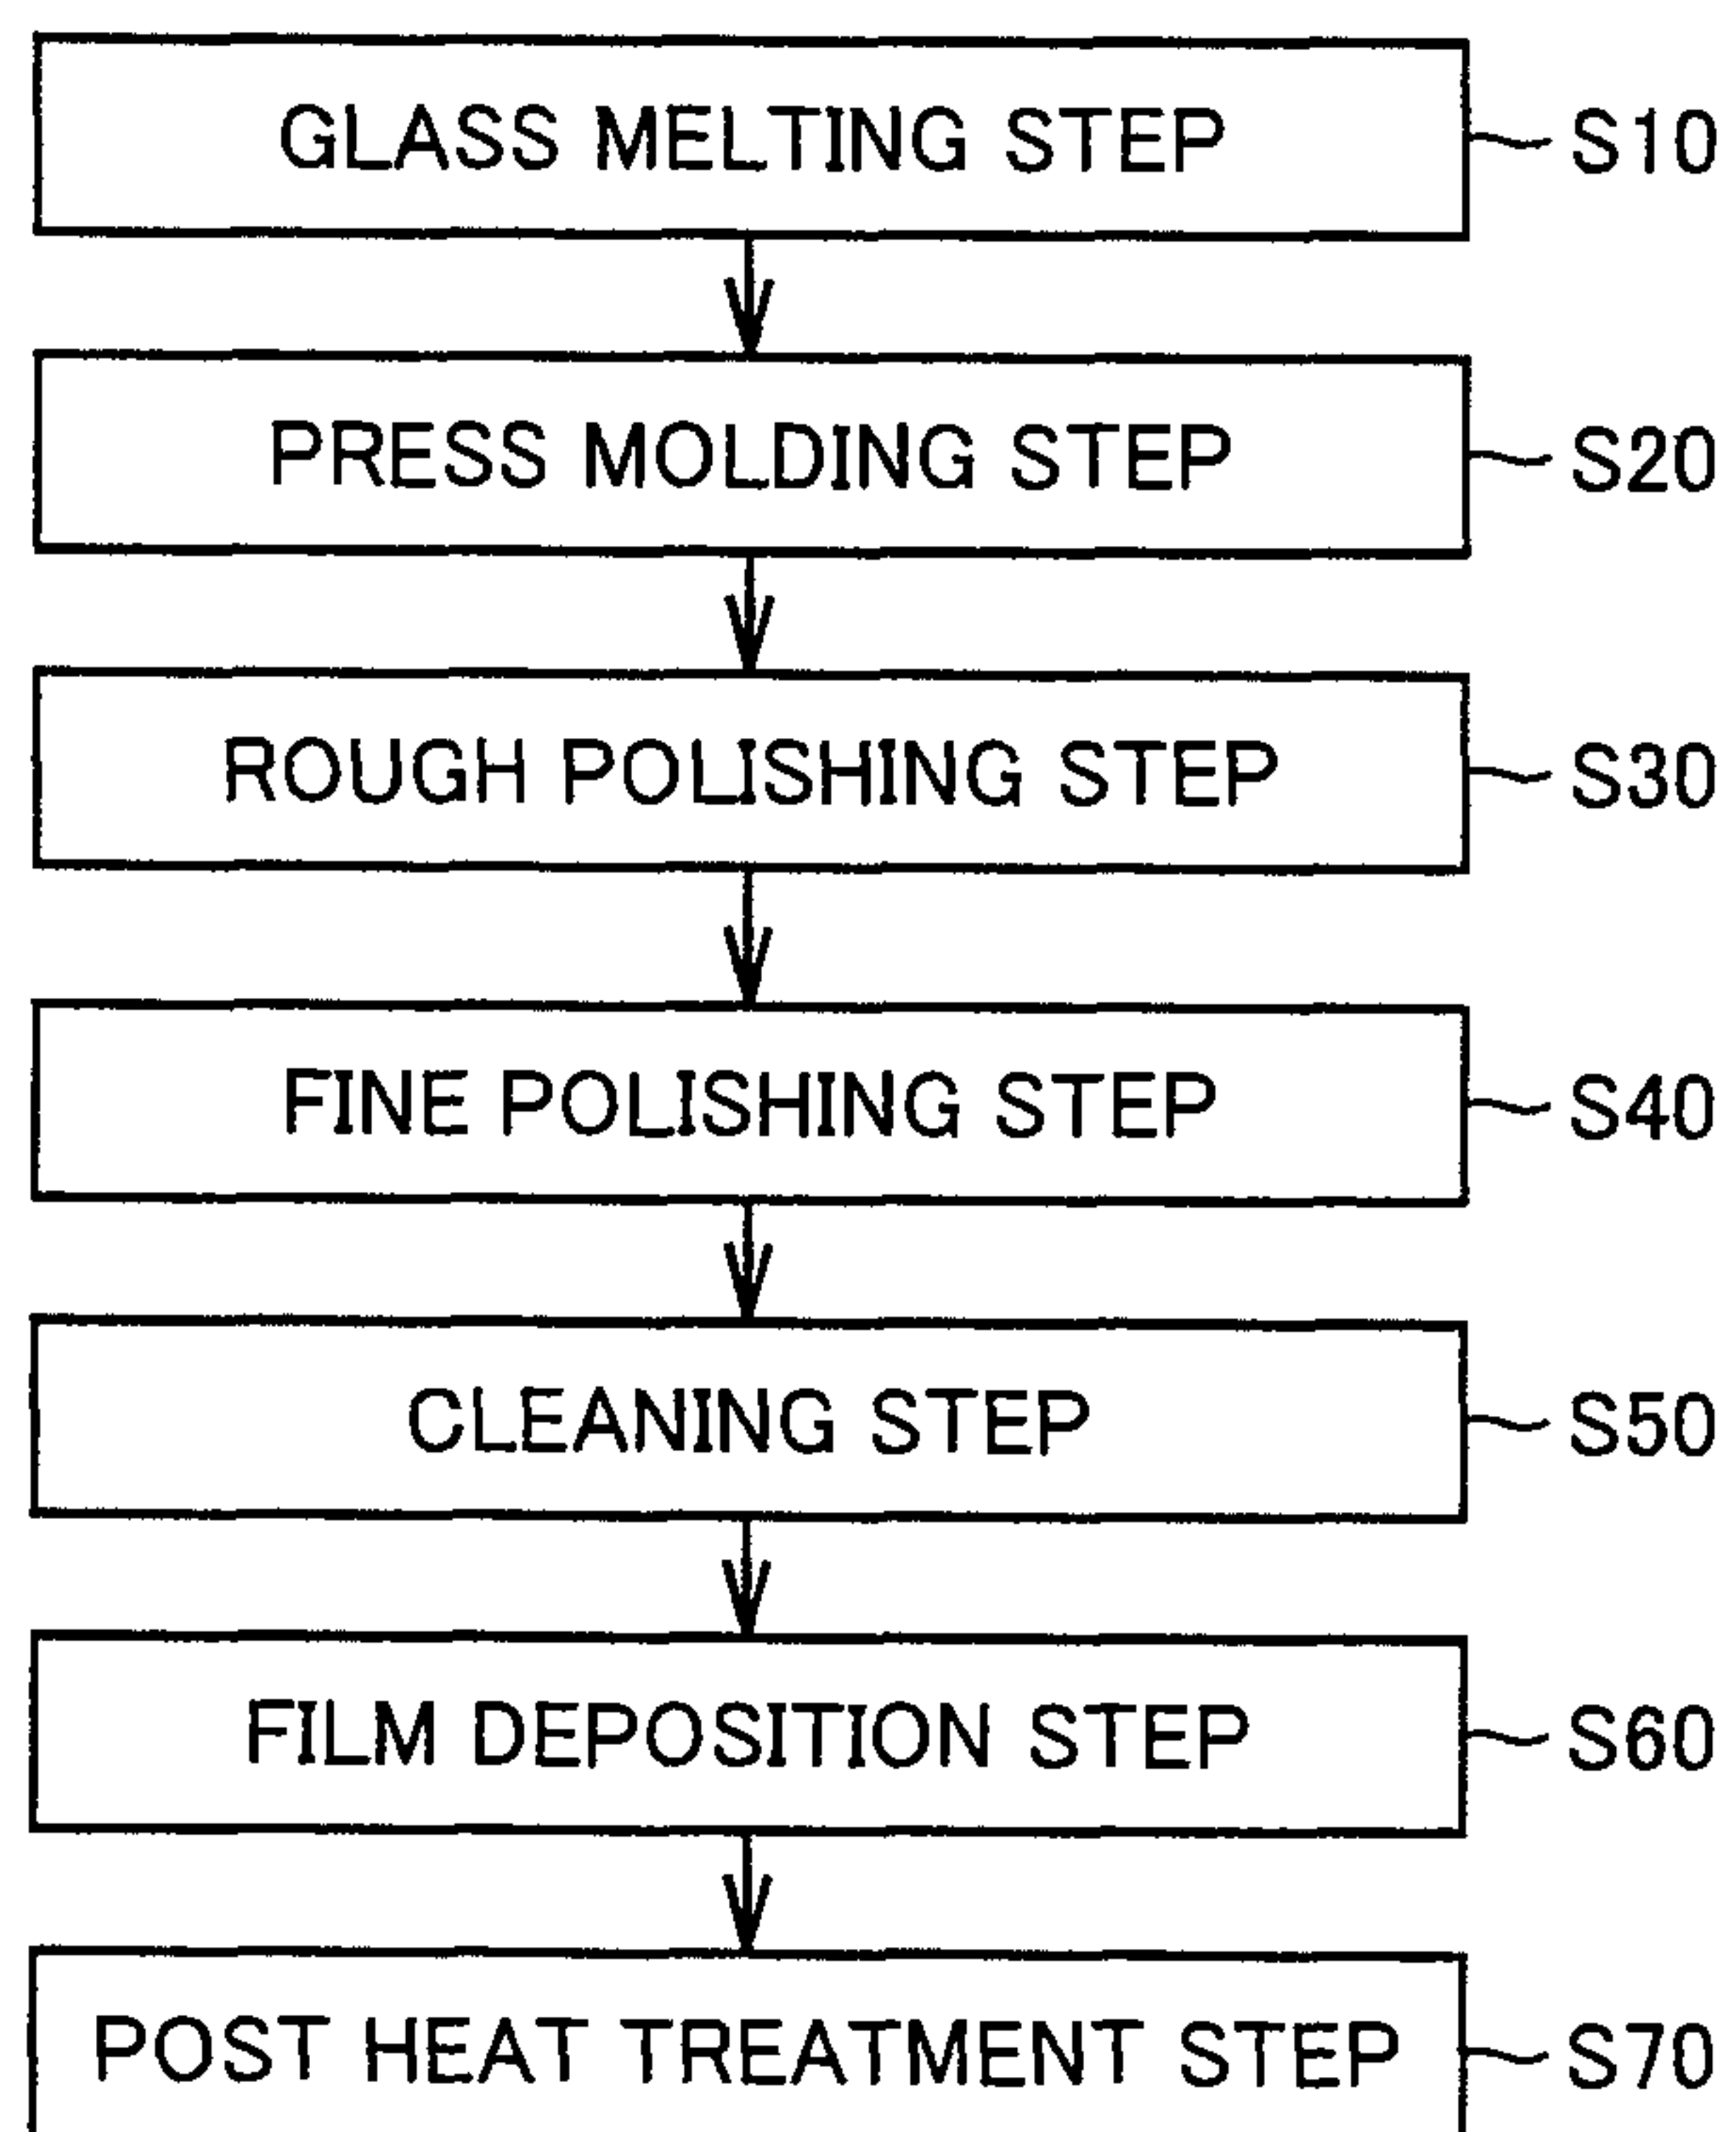 GLASS MELTING STEP S10
PRESS MOLDING STEP S20
ROUGH POLISHING STEP S30
FINE POLISHING STEP S40
CLEANING STEP S50
FILM DEPOSITION STEP S60
POST HEAT TREATMENT STEP S70